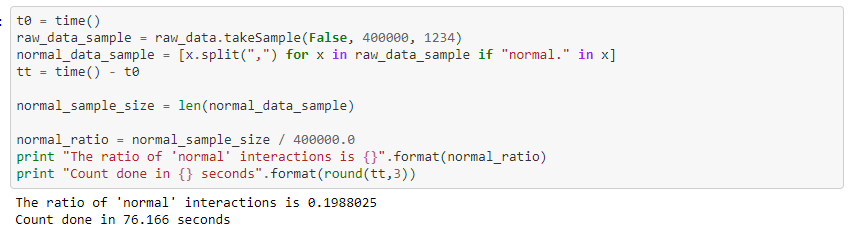 t0 = time()
raw_data_sample = raw_data.takeSample(False, 400000, 1234)
normal_data_sample = [x.split(",") for x in raw_data_sample if "normal." in x]
tt = time() - t0
normal_sample_size = len(normal_data_sample)
normal_ratio = normal_sample_size / 400000.0
print "The ratio of 'normal' interactions is {}".format(normal_ratio)
print "Count done in {} seconds".format(round(tt,3))
The ratio of 'normal' interactions is 0.1988025
Count done in 76.166 seconds